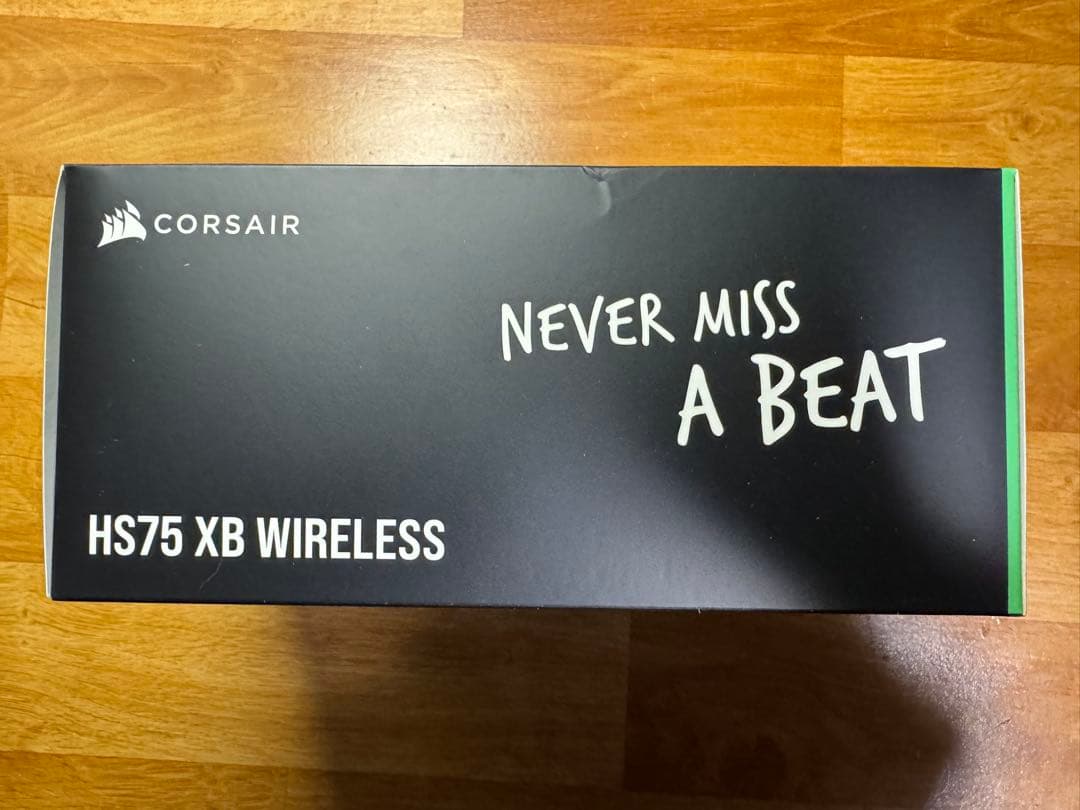 CORSAIR
NEVER MISS
A BEAT
HS75 XB WIRELESS